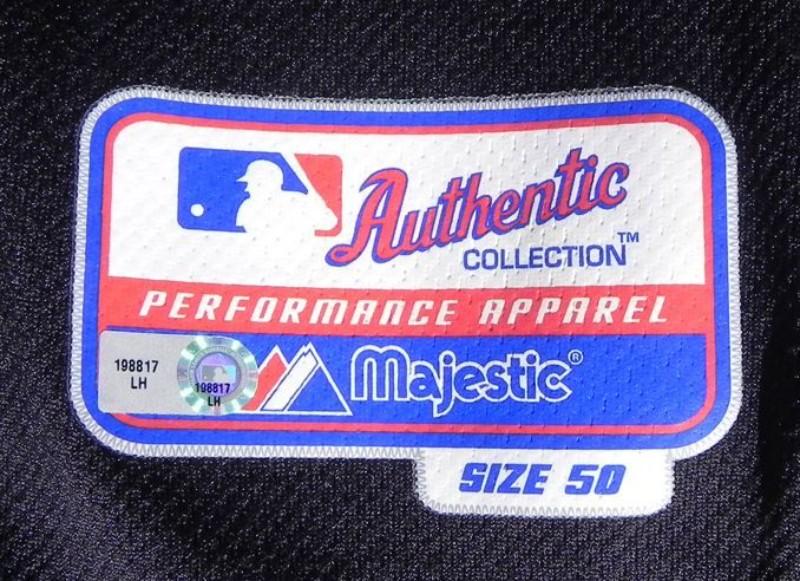 Authentic
COLLECTION™
PERFORMANCE APPAREL
198817
LH
198817
LH
Majestic®
SIZE 50